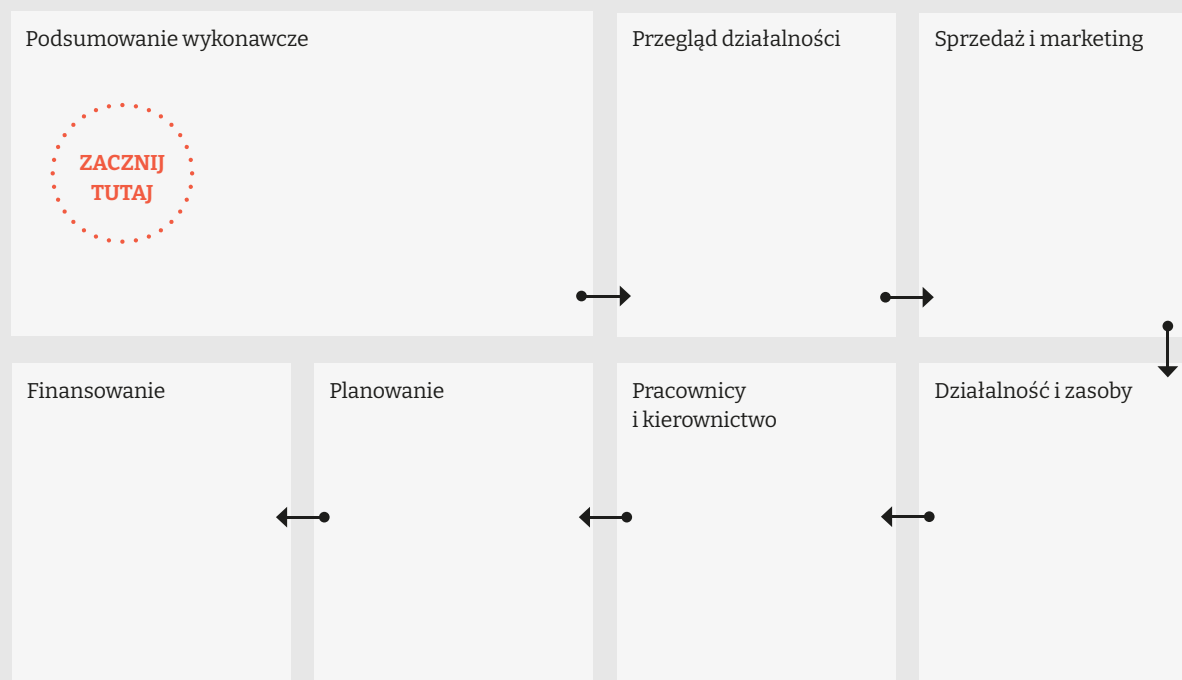 Podsumowanie wykonawcze
ZACZNIJ
TUTAJ
Przegląd działalności
Sprzedaż i marketing
Finansowanie
Planowanie
Pracownicy
i kierownictwo
Działalność i zasoby